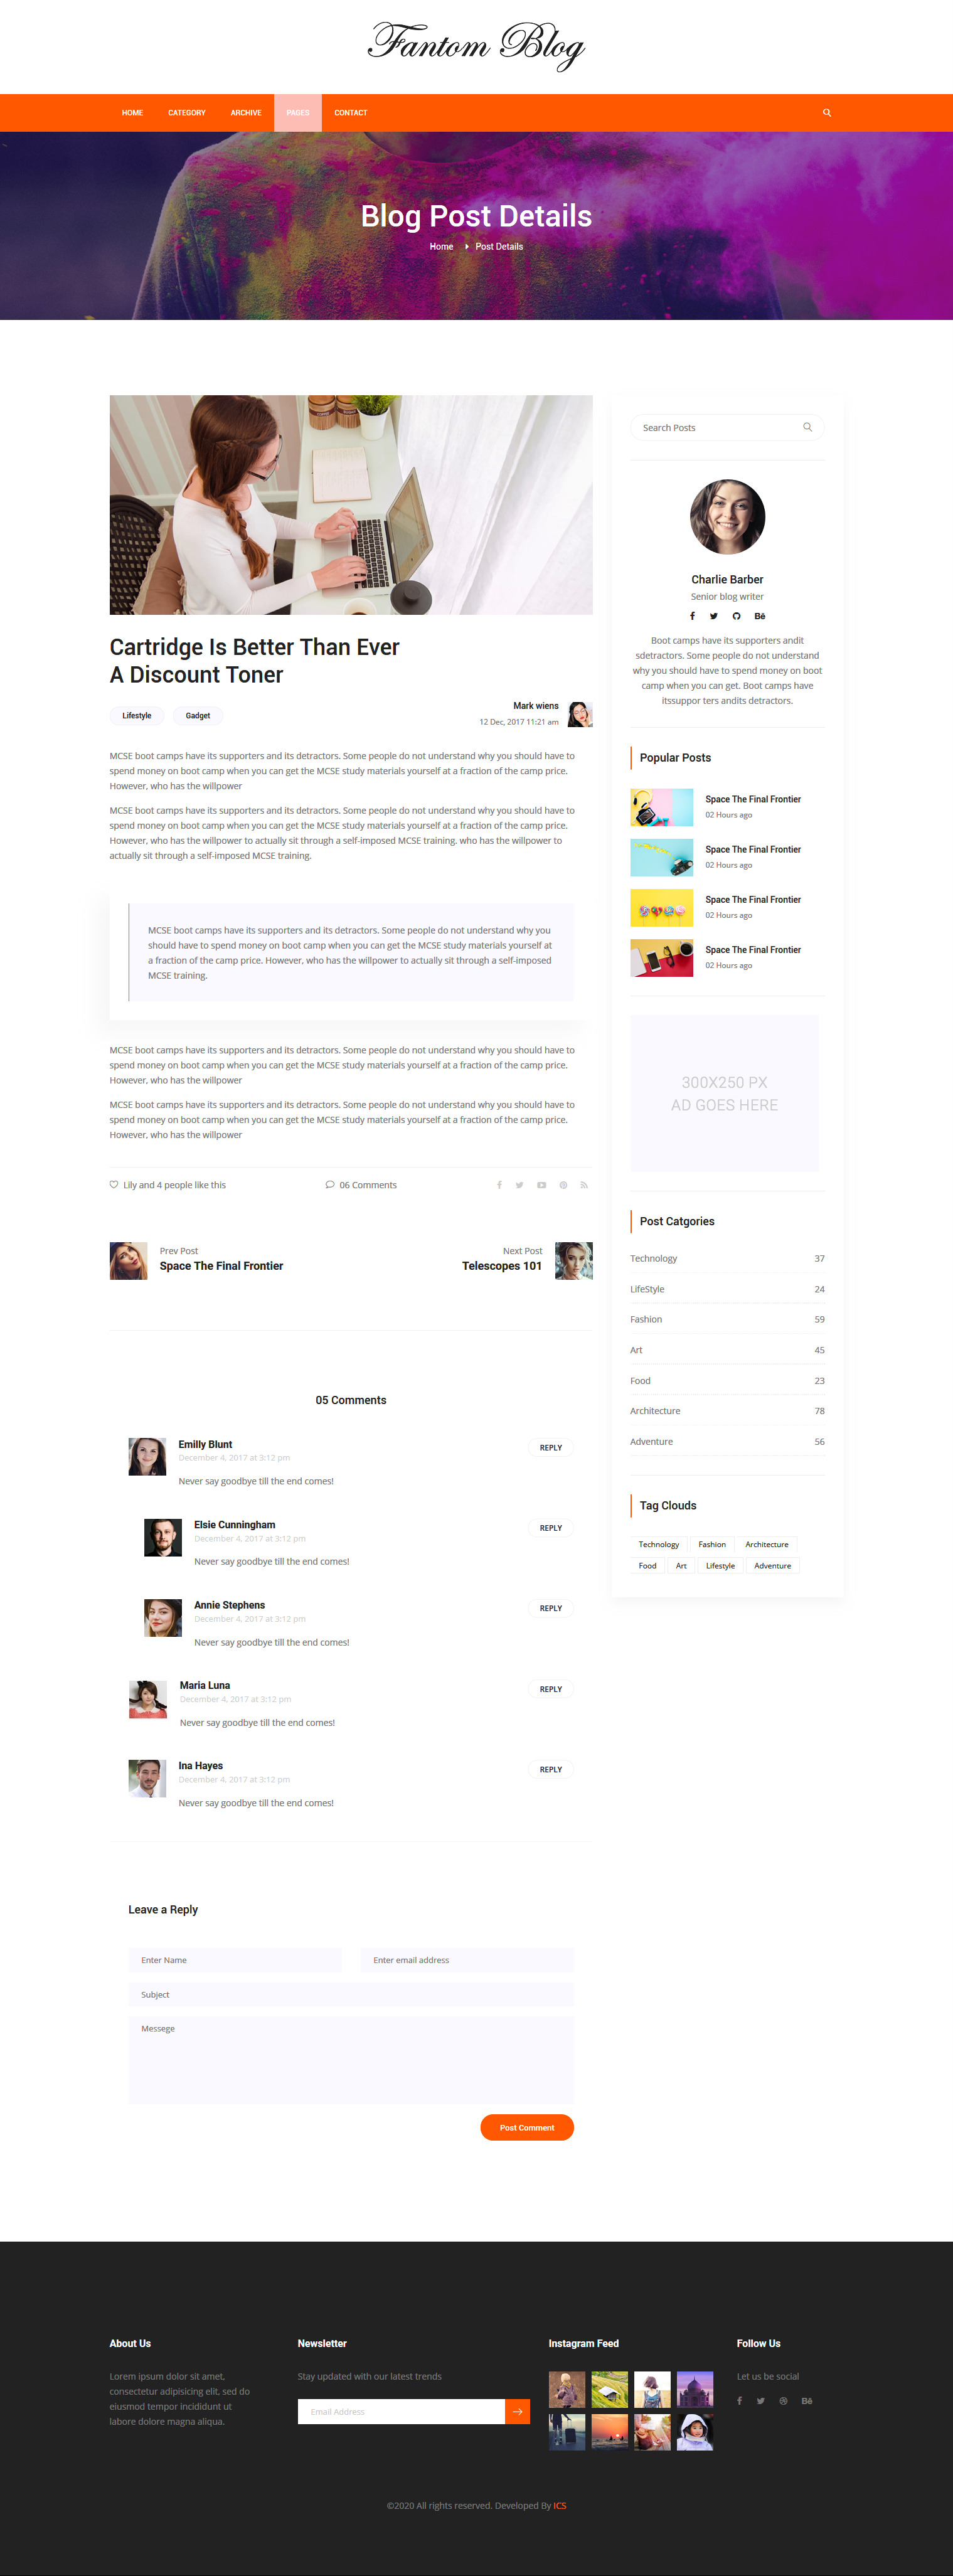 Fantom Blog
HOME
CATEGORY
ARCHIVE
PAGES
CONTACT
Blog Post Details
Home
Post Details
Cartridge Is Better Than Ever
A Discount Toner
Lifestyle
Gadget
Mark wiens
12 Dec, 2017 11:21 am
MCSE boot camps have its supporters and its detractors. Some people do not understand why you should have to
spend money on boot camp when you can get the MCSE study materials yourself at a fraction of the camp price.
However, who has the willpower
MCSE boot camps have its supporters and its detractors. Some people do not understand why you should have to
spend money on boot camp when you can get the MCSE study materials yourself at a fraction of the camp price.
However, who has the willpower to actually sit through a self-imposed MCSE training. who has the willpower to
actually sit through a self-imposed MCSE training.
MCSE boot camps have its supporters and its detractors. Some people do not understand why you
should have to spend money on boot camp when you can get the MCSE study materials yourself at
a fraction of the camp price. However, who has the willpower to actually sit through a self-imposed
MCSE training.
MCSE boot camps have its supporters and its detractors. Some people do not understand why you should have to
spend money on boot camp when you can get the MCSE study materials yourself at a fraction of the camp price.
However, who has the willpower
MCSE boot camps have its supporters and its detractors. Some people do not understand why you should have to
spend money on boot camp when you can get the MCSE study materials yourself at a fraction of the camp price.
However, who has the willpower
Lily and 4 people like this
06 Comments
Prev Post
Space The Final Frontier
Next Post
Telescopes 101
05 Comments
Emilly Blunt
December 4, 2017 at 3:12 pm
Never say goodbye till the end comes!
REPLY
Elsie Cunningham
December 4, 2017 at 3:12 pm
Never say goodbye till the end comes!
REPLY
Annie Stephens
December 4, 2017 at 3:12 pm
Never say goodbye till the end comes!
REPLY
Maria Luna
December 4, 2017 at 3:12 pm
Never say goodbye till the end comes!
REPLY
Ina Hayes
December 4, 2017 at 3:12 pm
Never say goodbye till the end comes!
REPLY
Leave a Reply
Enter Name
Enter email address
Subject
Messege
Post Comment
Search Posts
Charlie Barber
Senior blog writer
Bē
Boot camps have its supporters andit
sdetractors. Some people do not understand
why you should have to spend money on boot
camp when you can get. Boot camps have
itssuppor ters andits detractors.
Popular Posts
Space The Final Frontier
02 Hours ago
Space The Final Frontier
02 Hours ago
Space The Final Frontier
02 Hours ago
Space The Final Frontier
02 Hours ago
300X250 PX
AD GOES HERE
Post Catgories
Technology 37
LifeStyle 24
Fashion 59
Art 45
Food 23
Architecture 78
Adventure 56
Tag Clouds
Technology
Fashion
Architecture
Food
Art
Lifestyle
Adventure
About Us
Lorem ipsum dolor sit amet,
consectetur adipisicing elit, sed do
eiusmod tempor incididunt ut
labore dolore magna aliqua.
Newsletter
Stay updated with our latest trends
Email Address
Instagram Feed
Follow Us
Let us be social
Bē
©2020 All rights reserved. Developed By ICS